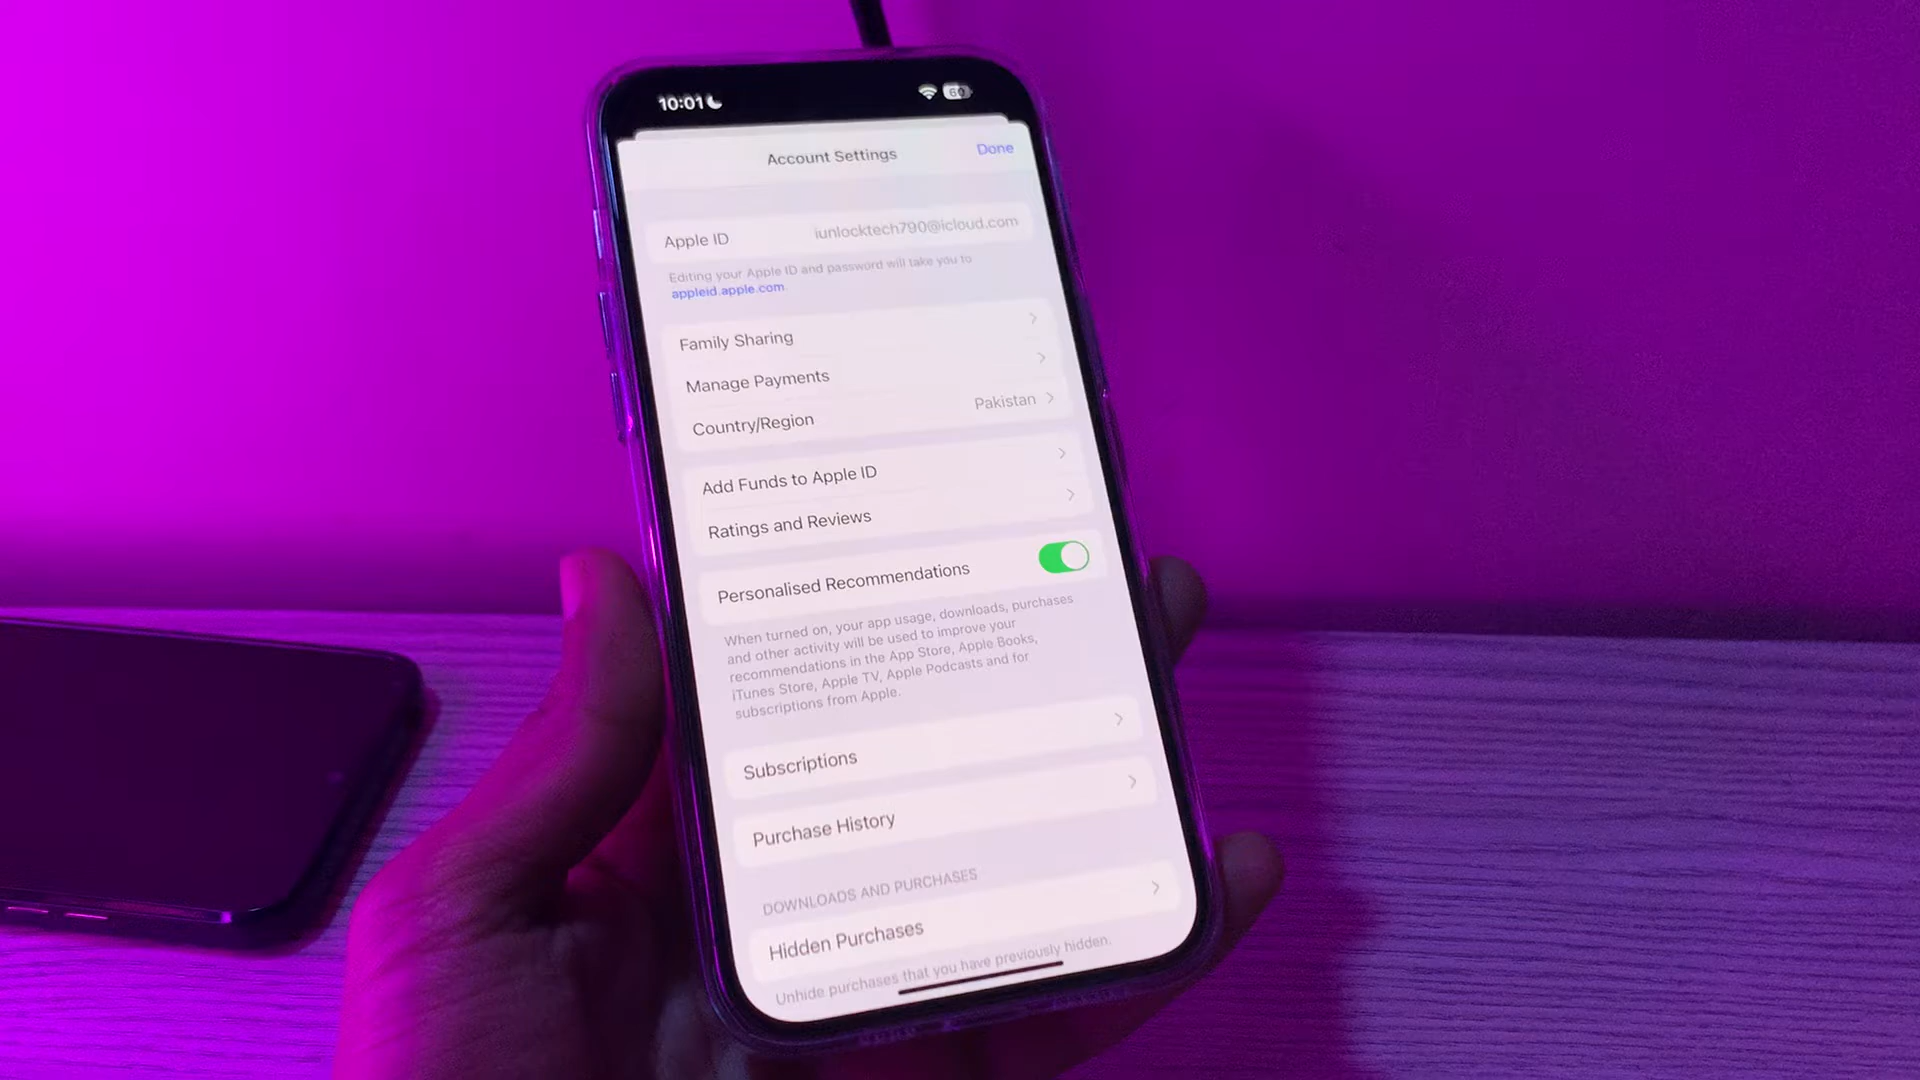 10:01
60
Account Settings
Done
Apple ID
iunlocktech790@icloud.com
Editing your Apple ID and password will take you to
appleid.apple.com.
Family Sharing
Manage Payments
Country/Region
Pakistan
Add Funds to Apple ID
Ratings and Reviews
Personalised Recommendations
When turned on, your app usage, downloads, purchases
and other activity will be used to improve your
recommendations in the App Store, Apple Books,
iTunes Store, Apple TV, Apple Podcasts and for
subscriptions from Apple.
Subscriptions
Purchase History
DOWNLOADS AND PURCHASES
Hidden Purchases
Unhide purchases that you have previously hidden.